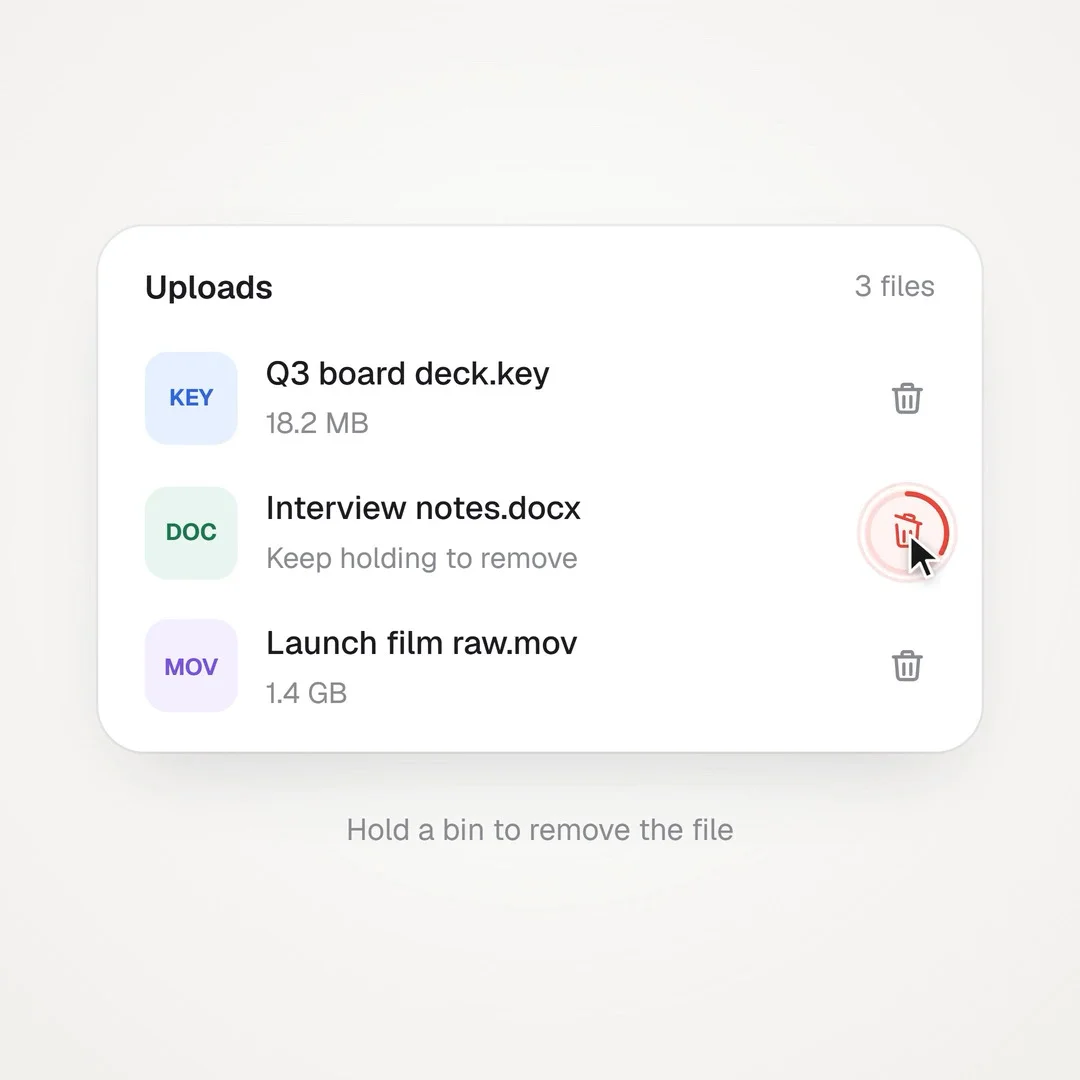 Uploads
3 files
KEY
Q3 board deck.key
18.2 MB
DOC
Interview notes.docx
Keep holding to remove
MOV
Launch film raw.mov
1.4 GB
Hold a bin to remove the file